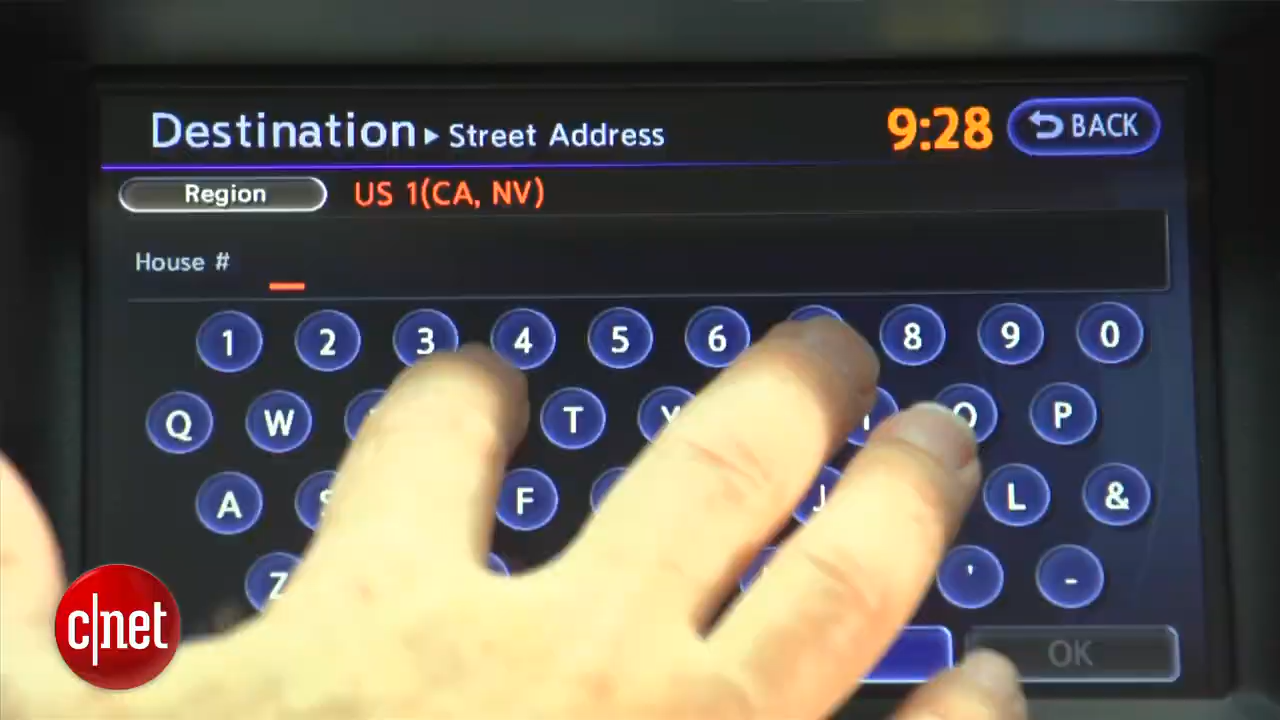 Destination ▸ Street Address 9:28 BACK
Region US 1(CA, NV)
House #
1 2 3 4 5 6 8 9 0
Q W T Y O P
A S F J L &
Z ' -
OK
c|net